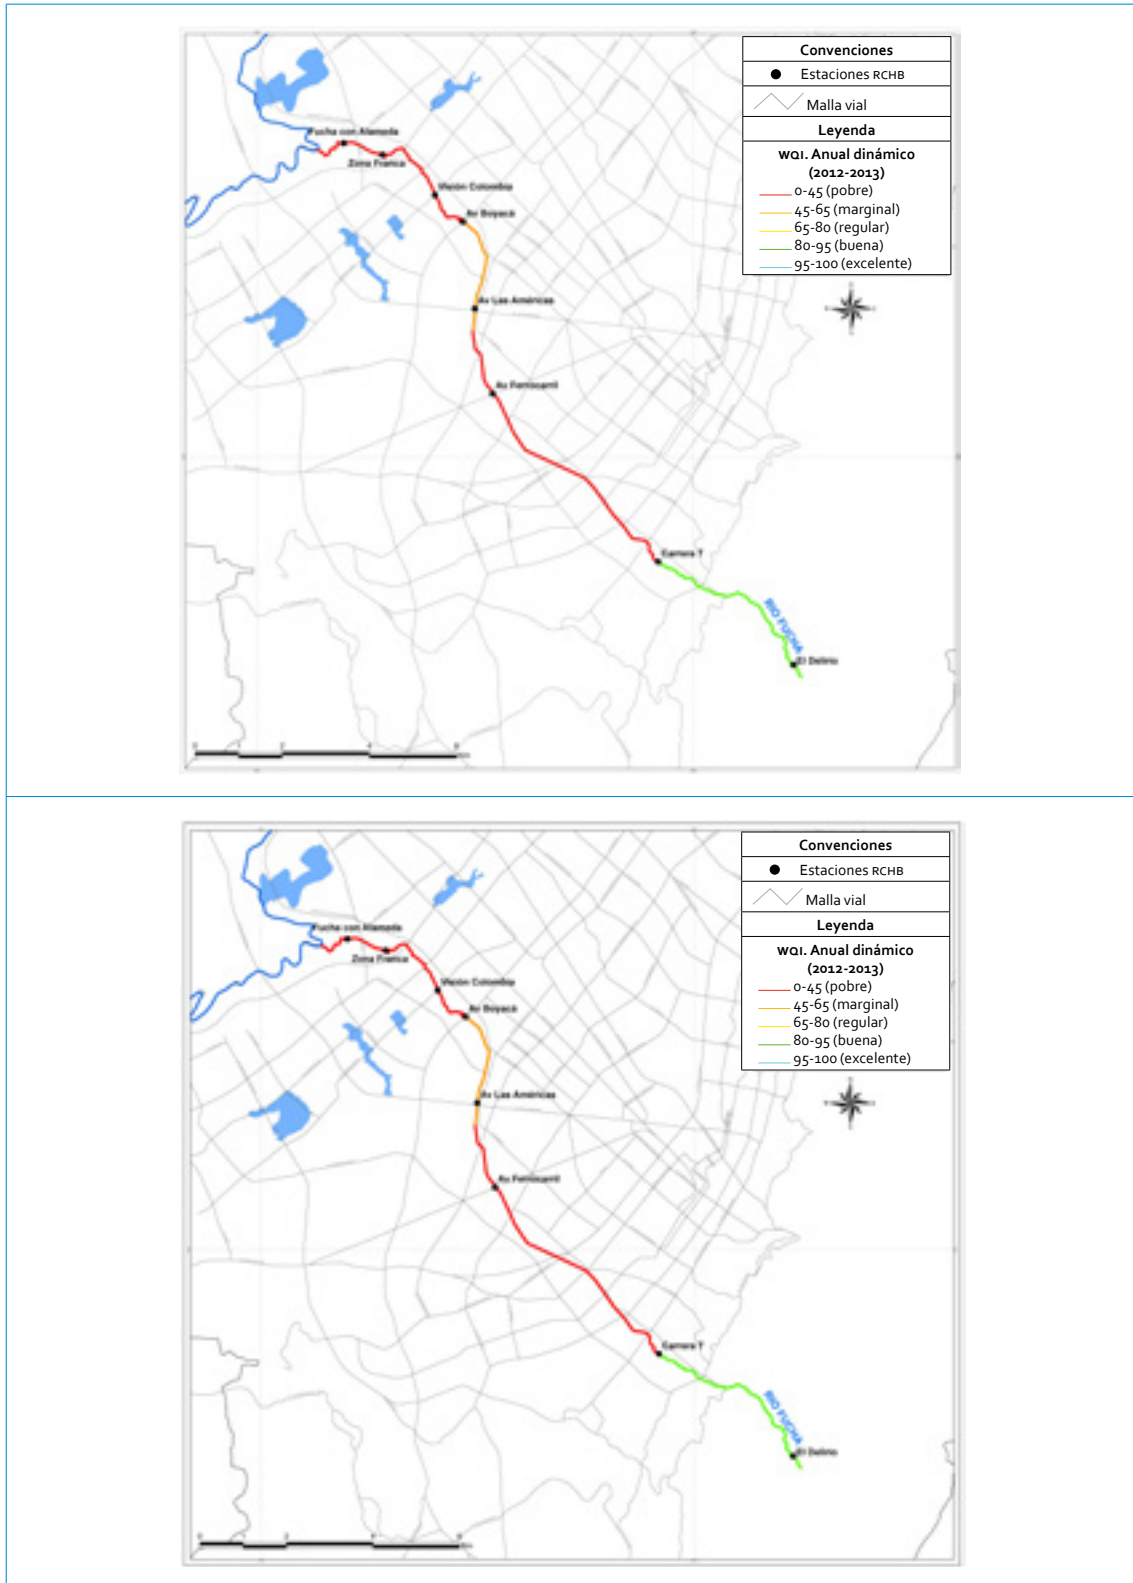 Convenciones
Estaciones RCHB
Malla vial
Leyenda
WQI. Anual dinámico
(2012-2013)
0-45 (pobre)
45-65 (marginal)
65-80 (regular)
80-95 (buena)
95-100 (excelente)
Fucha con Alameda
Zona Franca
Visión Colombia
Av Boyacá
Av Las Américas
Av Ferrocarril
Carrera 7
RIO FUCHA
El Delirio
Convenciones
Estaciones RCHB
Malla vial
Leyenda
WQI. Anual dinámico
(2012-2013)
0-45 (pobre)
45-65 (marginal)
65-80 (regular)
80-95 (buena)
95-100 (excelente)
Fucha con Alameda
Zona Franca
Visión Colombia
Av Boyacá
Av Las Américas
Av Ferrocarril
Carrera 7
RIO FUCHA
El Delirio